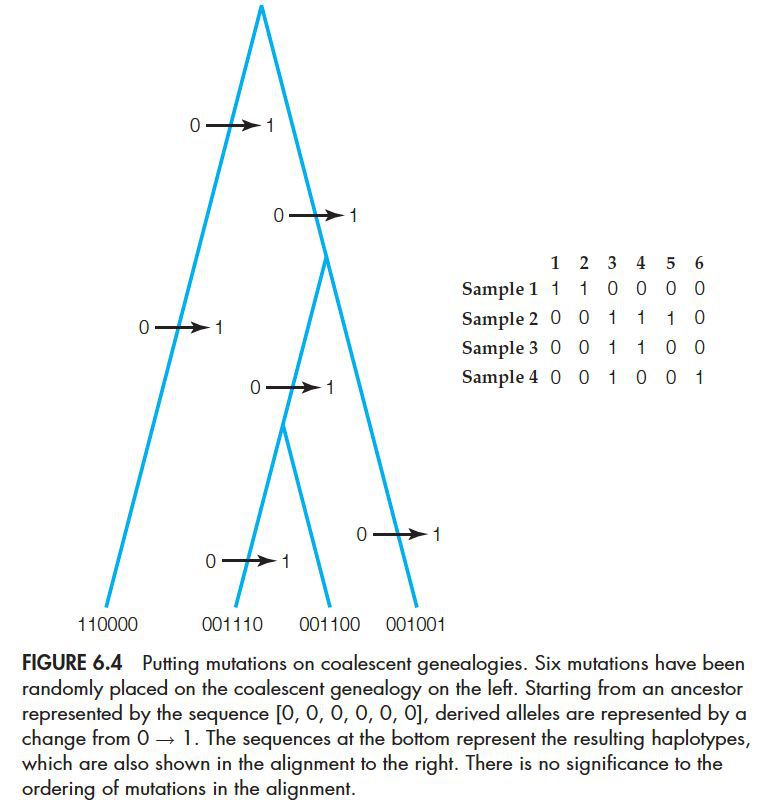 0 1
0 1
1 2 3 4 5 6
Sample 1 1 1 0 0 0 0
Sample 2 0 0 1 1 1 0
0 1
Sample 3 0 0 1 1 0 0
Sample 4 0 0 1 0 0 1
0 1
0 1
0 1
110000 001110 001100 001001
FIGURE 6.4 Putting mutations on coalescent genealogies. Six mutations have been
randomly placed on the coalescent genealogy on the left. Starting from an ancestor
represented by the sequence [0, 0, 0, 0, 0, 0], derived alleles are represented by a
change from 0 → 1. The sequences at the bottom represent the resulting haplotypes,
which are also shown in the alignment to the right. There is no significance to the
ordering of mutations in the alignment.